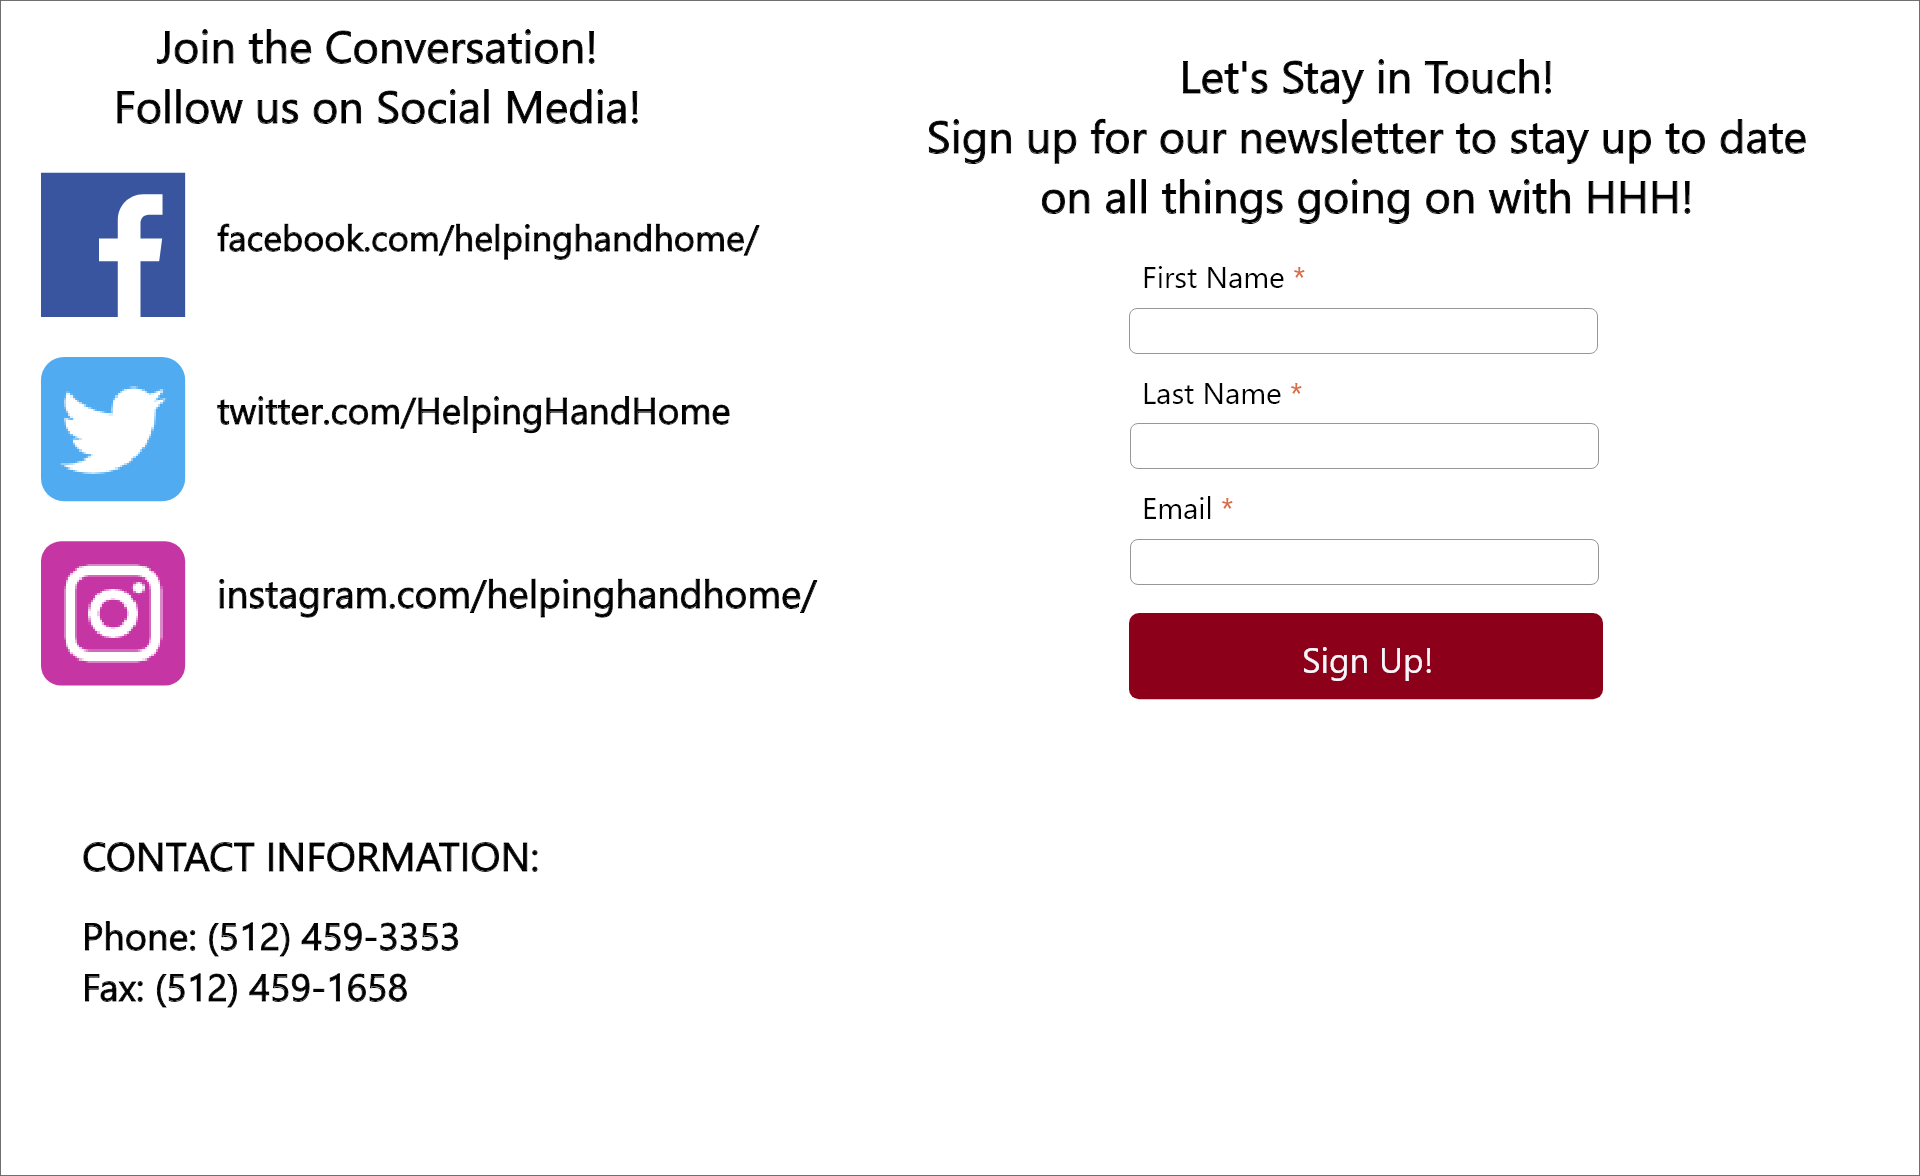 Join the Conversation!
Follow us on Social Media!
facebook.com/helpinghandhome/
twitter.com/HelpingHandHome
instagram.com/helpinghandhome/
CONTACT INFORMATION:
Phone: (512) 459-3353
Fax: (512) 459-1658
Let's Stay in Touch!
Sign up for our newsletter to stay up to date
on all things going on with HHH!
First Name *
Last Name *
Email *
Sign Up!